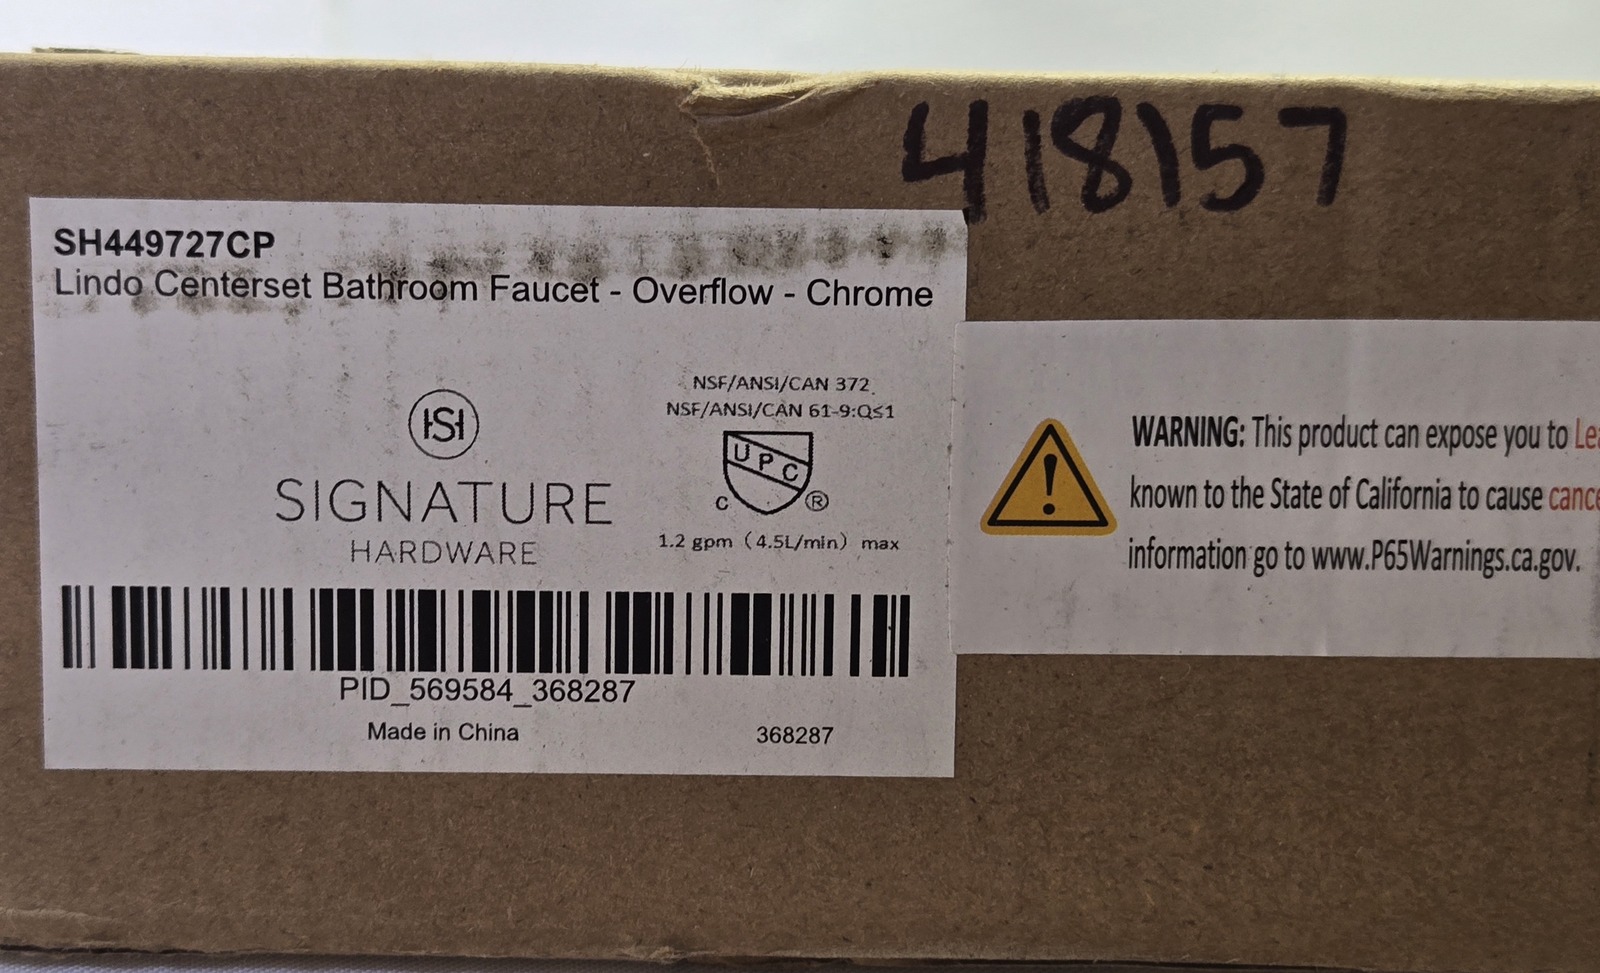 418157
SH449727CP
Lindo Centerset Bathroom Faucet - Overflow - Chrome
NSF/ANSI/CAN 372
NSF/ANSI/CAN 61-9:Q≤1
HSH
UPC
C ®
SIGNATURE
HARDWARE
1.2 gpm (4.5L/min) max
PID_569584_368287
Made in China
368287
WARNING: This product can expose you to
known to the State of California to cause
information go to www.P65Warnings.ca.gov.